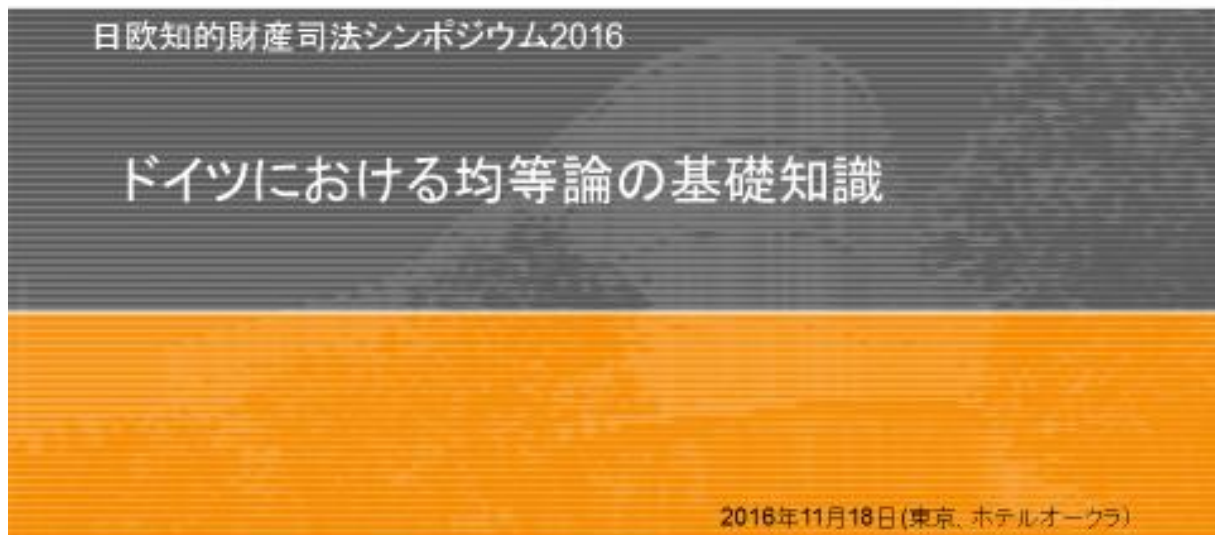 日欧知的財産司法シンポジウム2016
ドイツにおける均等論の基礎知識
2016年11月18日(東京、ホテルオークラ)